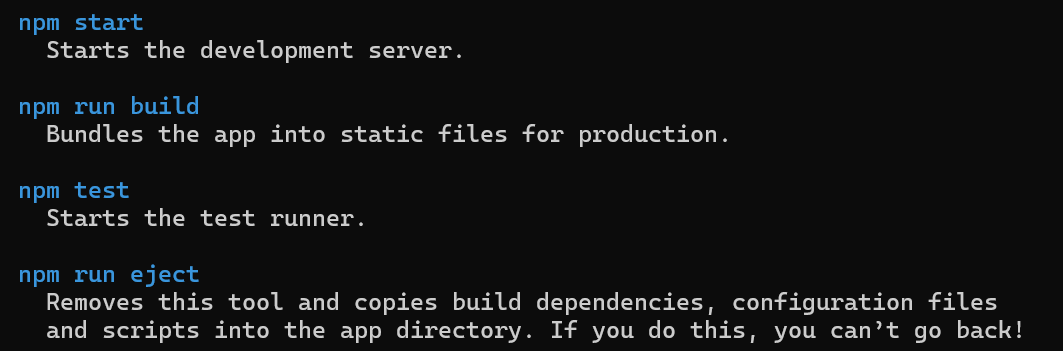 npm start
Starts the development server.
npm run build
Bundles the app into static files for production.
npm test
Starts the test runner.
npm run eject
Removes this tool and copies build dependencies, configuration files
and scripts into the app directory. If you do this, you can’t go back!